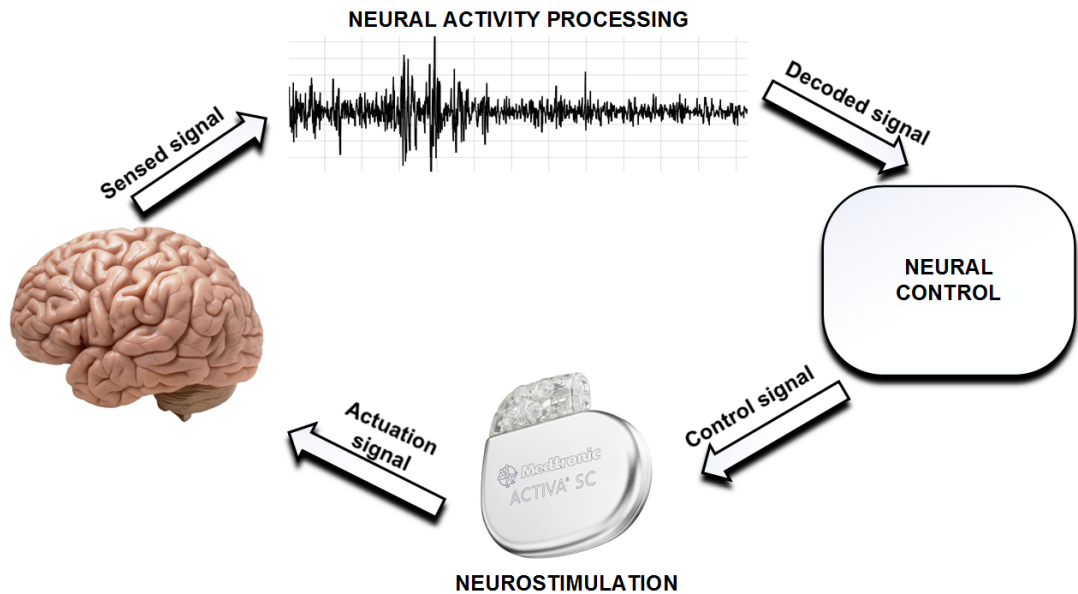 NEURAL ACTIVITY PROCESSING
Sensed signal
Decoded signal
NEURAL
CONTROL
Control signal
Actuation
signal
Medtronic
ACTIVA® SC
NEUROSTIMULATION